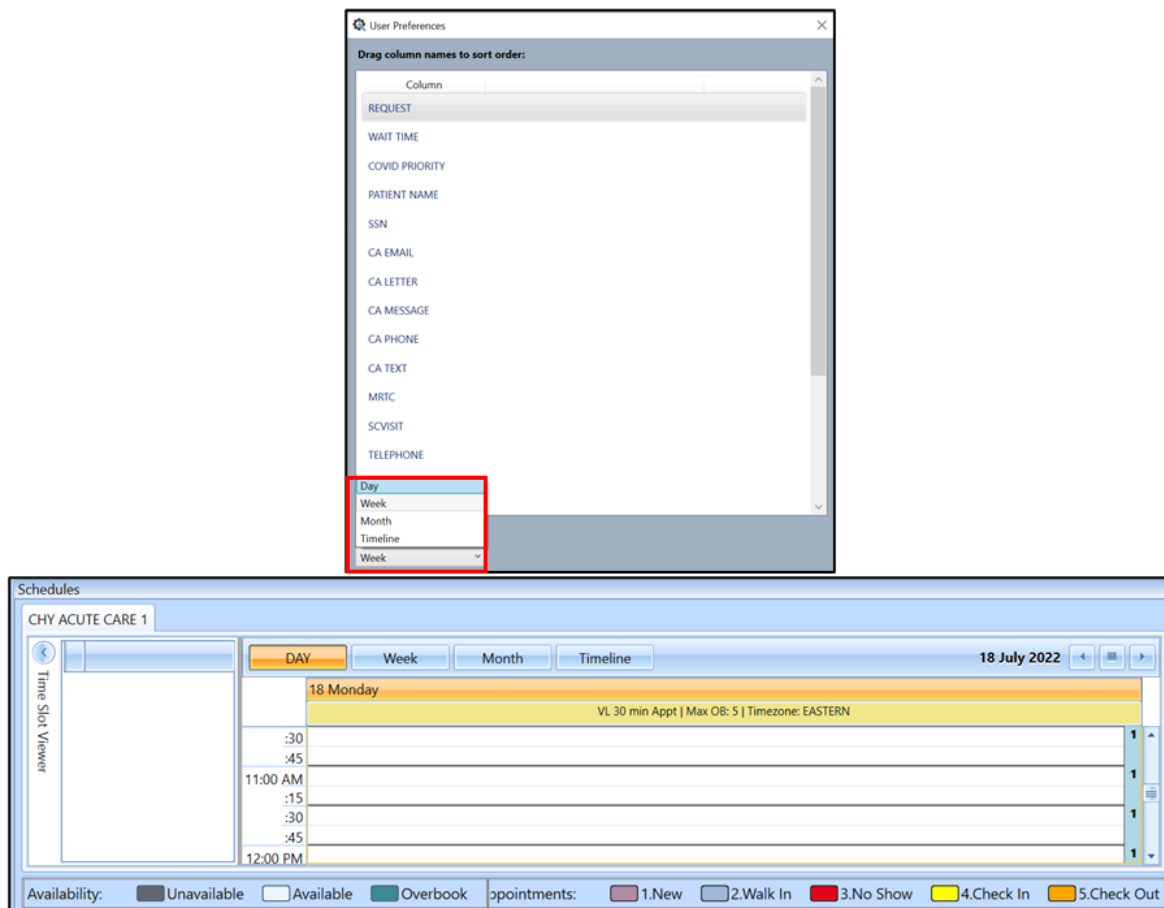 User Preferences
Drag column names to sort order:
Column
REQUEST
WAIT TIME
COVID PRIORITY
PATIENT NAME
SSN
CA EMAIL
CA LETTER
CA MESSAGE
CA PHONE
CA TEXT
MRTC
SCVISIT
TELEPHONE
Day
Week
Month
Timeline
Week
Schedules
CHY ACUTE CARE 1
Time Slot Viewer
DAY Week Month Timeline 18 July 2022
18 Monday
VL 30 min Appt | Max OB: 5 | Timezone: EASTERN
:30 1
:45
11:00 AM 1
:15
:30 1
:45
12:00 PM 1
Availability: Unavailable Available Overbook ppointments: 1.New 2.Walk In 3.No Show 4.Check In 5.Check Out